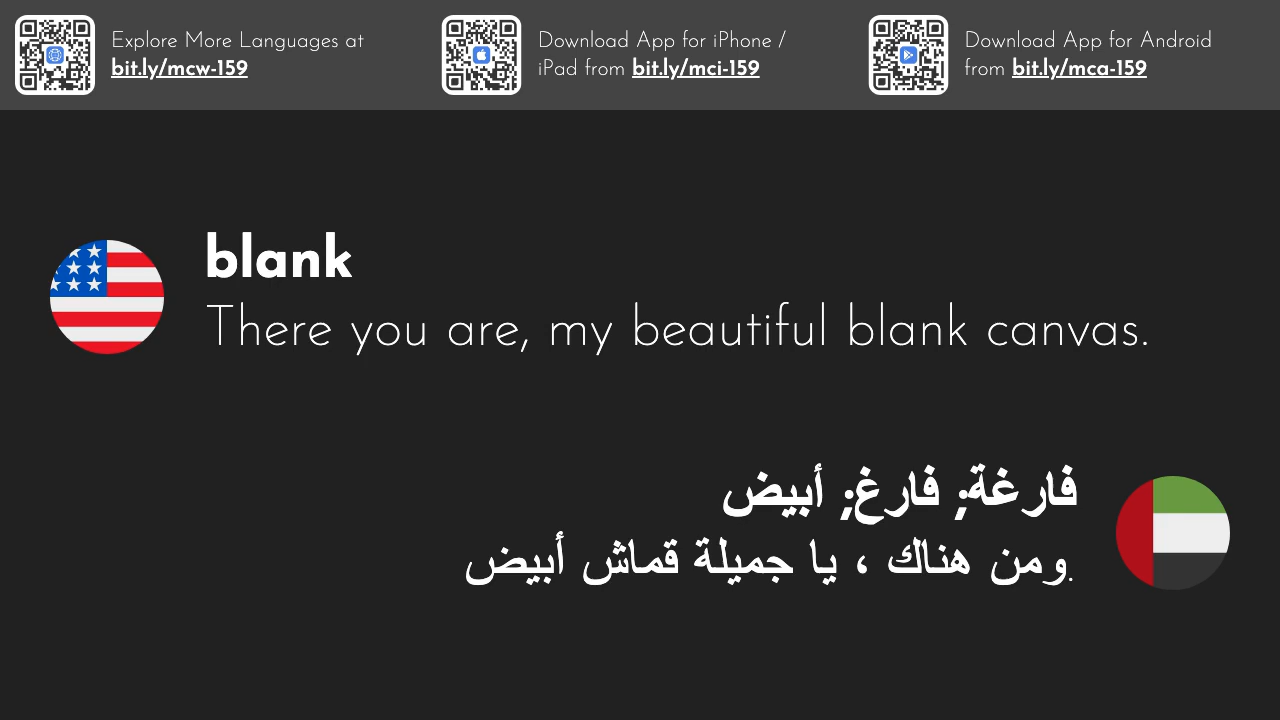 Explore More Languages at
bit.ly/mcw-159
Download App for iPhone /
iPad from bit.ly/mci-159
Download App for Android
from bit.ly/mca-159
blank
There you are, my beautiful blank canvas.
فارغة; فارغ; أبيض
ومن هناك ، يا جميلة قماش أبيض.